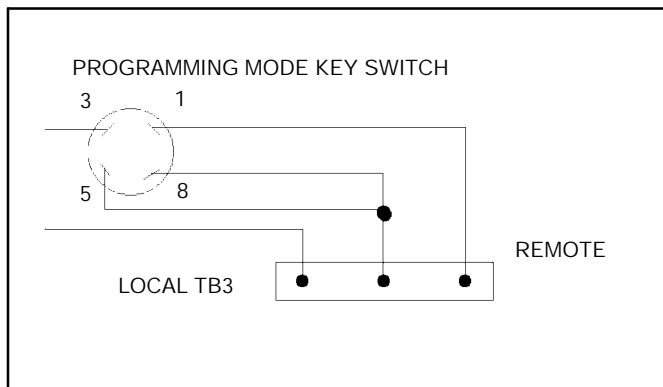 PROGRAMMING MODE KEY SWITCH
3 1
5 8
REMOTE
LOCAL TB3